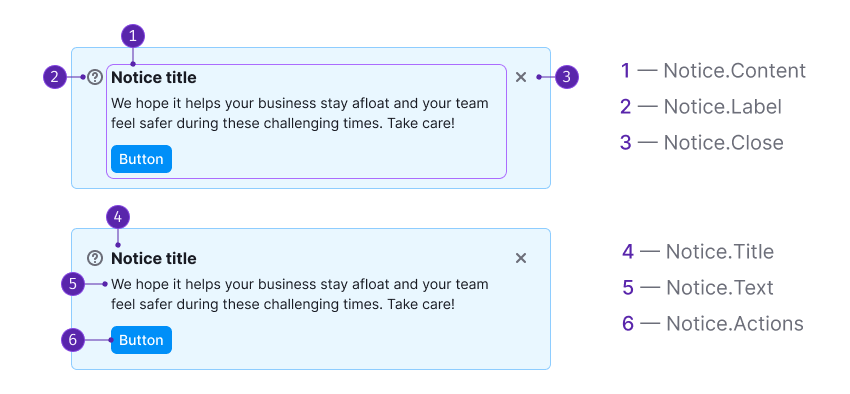 1
2
Notice title
3
We hope it helps your business stay afloat and your team
feel safer during these challenging times. Take care!
Button
1 — Notice.Content
2 — Notice.Label
3 — Notice.Close
4
Notice title
5
We hope it helps your business stay afloat and your team
feel safer during these challenging times. Take care!
6
Button
4 — Notice.Title
5 — Notice.Text
6 — Notice.Actions